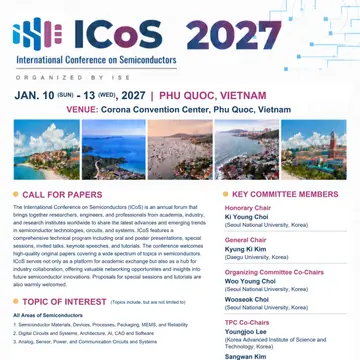 iSE ICoS 2027
International Conference on Semiconductors
ORGANIZED BY ISE
JAN. 10 (SUN) - 13 (WED), 2027 | PHU QUOC, VIETNAM
VENUE: Corona Convention Center, Phu Quoc, Vietnam
CALL FOR PAPERS
The International Conference on Semiconductors (ICoS) is an annual forum that
brings together researchers, engineers, and professionals from academia, industry,
and research institutes worldwide to share the latest advances and emerging trends
in semiconductor technologies, circuits, and systems. ICoS features a
comprehensive technical program including oral and poster presentations, special
sessions, invited talks, keynote speeches, and tutorials. The conference welcomes
high-quality original papers covering a wide spectrum of topics in semiconductors.
ICoS serves not only as a platform for academic exchange but also as a hub for
industry collaboration, offering valuable networking opportunities and insights into
future semiconductor innovations. Proposals for special sessions and tutorials are
also warmly welcomed.
TOPIC OF INTEREST (Topics include, but are not limited to)
All Areas of Semiconductors
1. Semiconductor Materials, Devices, Processing, Packaging, MEMS, and Reliability
2. Digital Circuits and Systems, Architecture, AI, CAD and Software
3. Analog, Sensor, Power, and Communication Circuits and Systems
KEY COMMITTEE MEMBERS
Honorary Chair
Ki Young Choi
(Seoul National University, Korea)
General Chair
Kyung Ki Kim
(Daegu University, Korea)
Organizing Committee Co-Chairs
Woo Young Choi
(Seoul National University, Korea)
Wooseok Choi
(Seoul National University, Korea)
TPC Co-Chairs
Youngjoo Lee
(Korea Advanced Institute of Science and
Technology, Korea)
Sangwan Kim